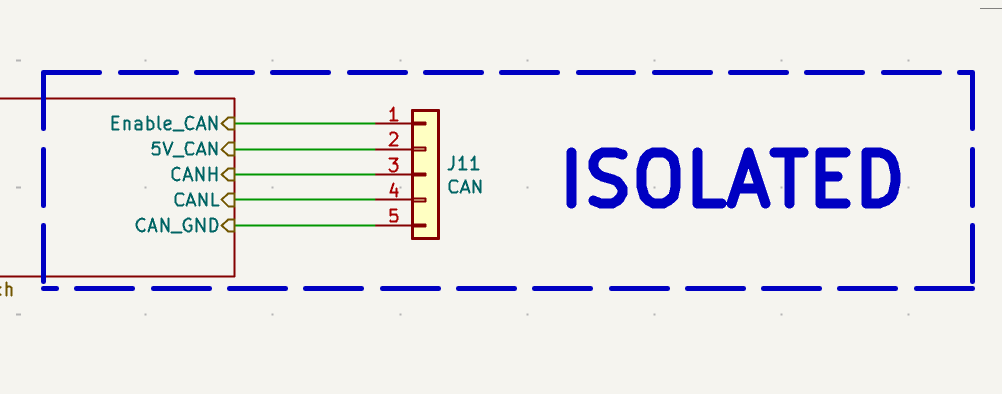 Enable_CAN 1
5V_CAN 2
CANH 3 J11
CANL 4 CAN
CAN_GND 5
ISOLATED